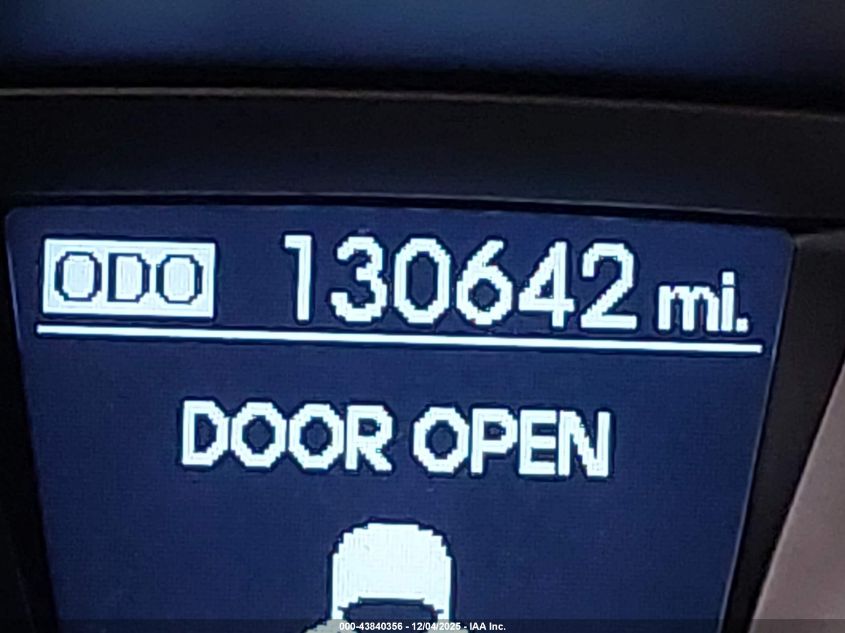 ODO 130642 mi.
DOOR OPEN
000-43840356 - 12/04/2025 - IAA Inc.